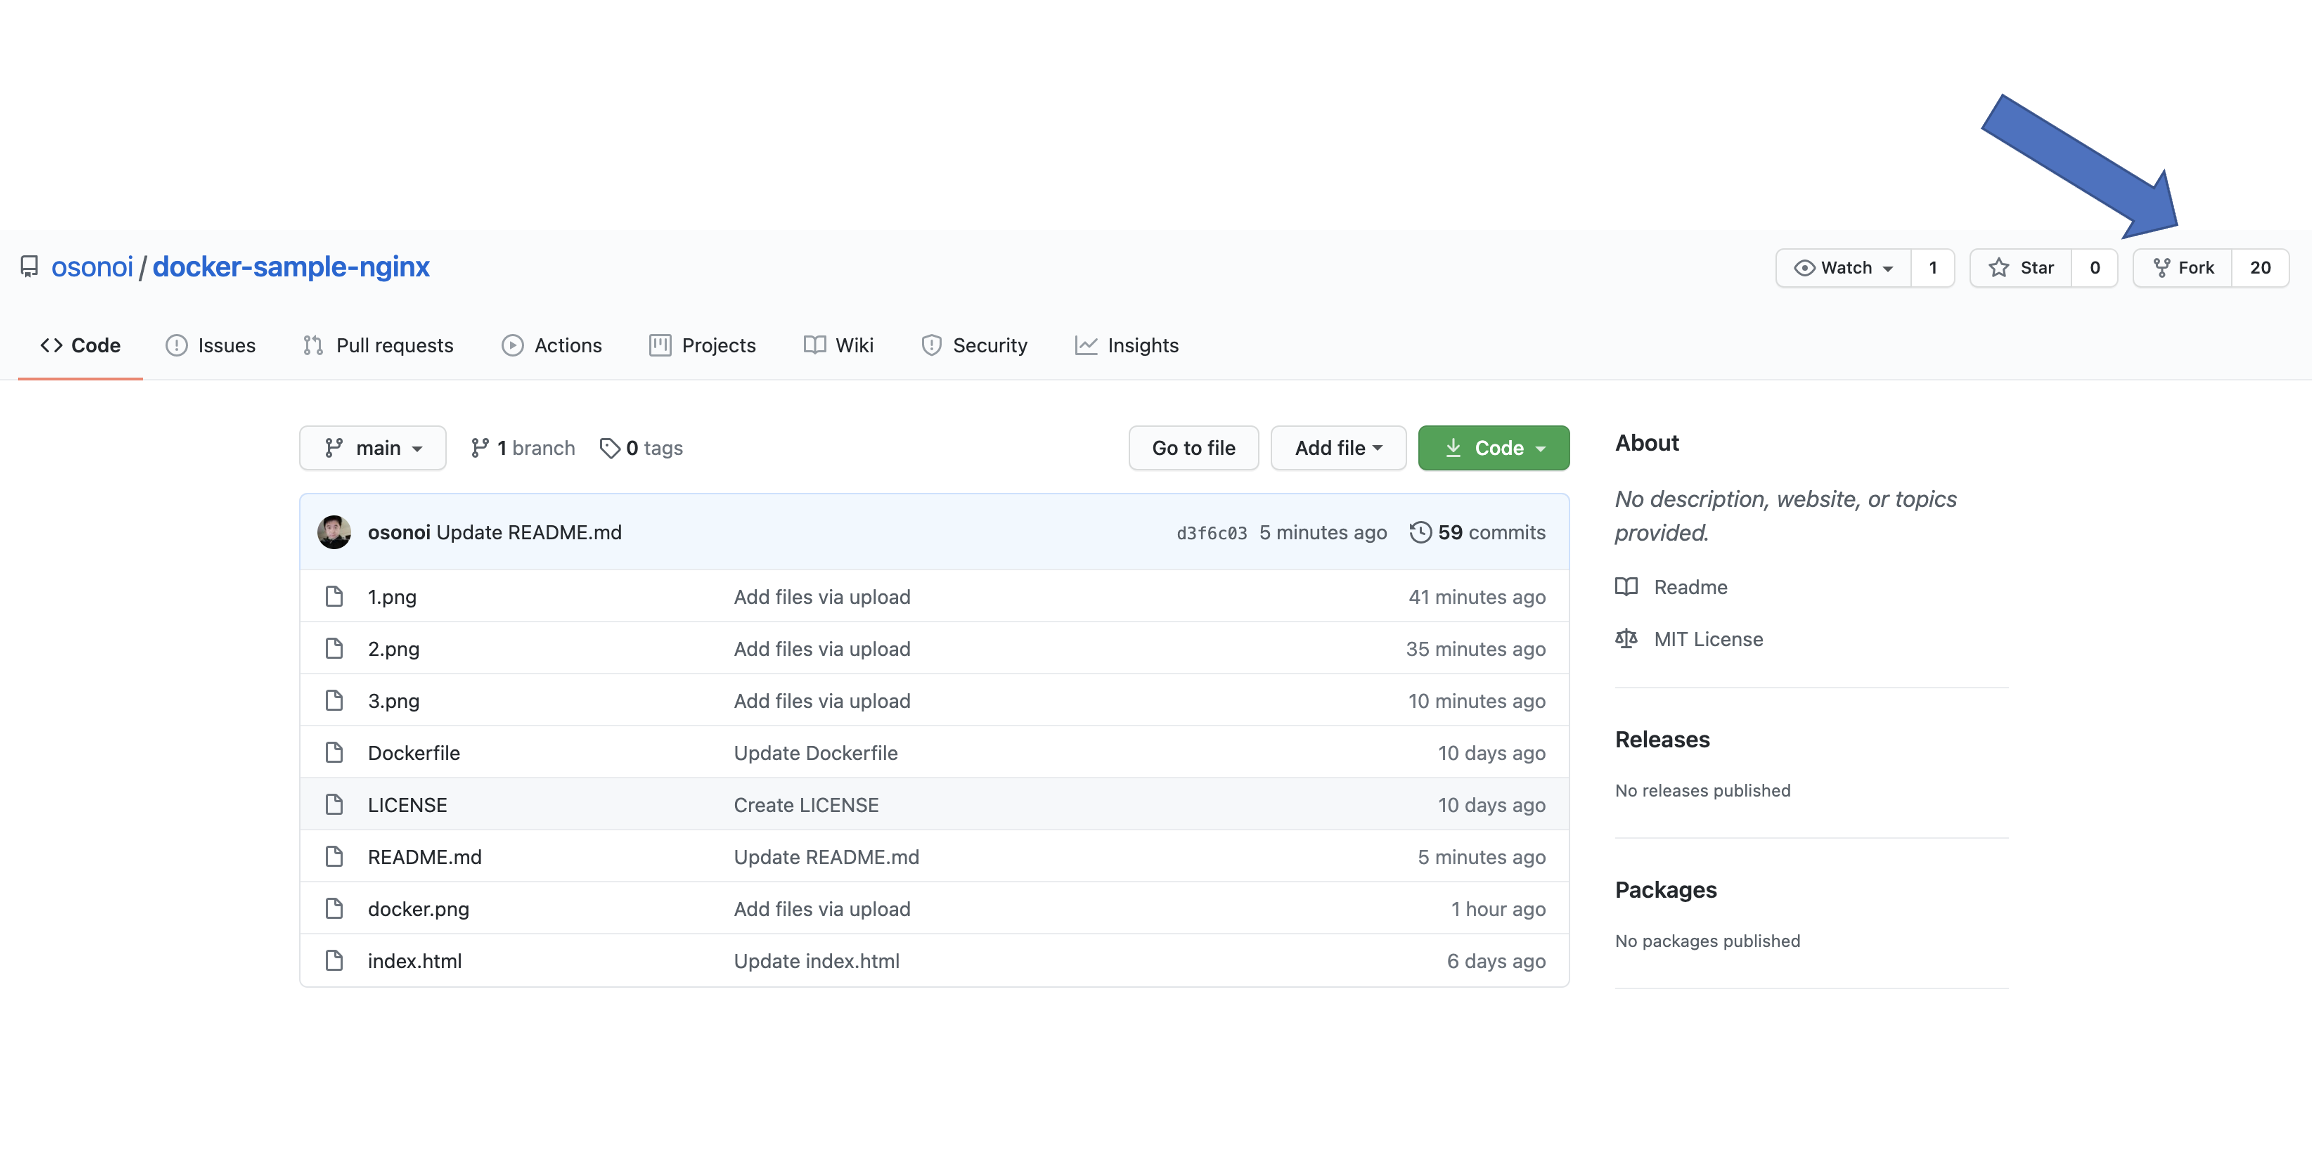 osonoi / docker-sample-nginx
Watch 1 Star 0 Fork 20
Code Issues Pull requests Actions Projects Wiki Security Insights
main 1 branch 0 tags Go to file Add file Code
osonoi Update README.md d3f6c03 5 minutes ago 59 commits
1.png Add files via upload 41 minutes ago
2.png Add files via upload 35 minutes ago
3.png Add files via upload 10 minutes ago
Dockerfile Update Dockerfile 10 days ago
LICENSE Create LICENSE 10 days ago
README.md Update README.md 5 minutes ago
docker.png Add files via upload 1 hour ago
index.html Update index.html 6 days ago
About
No description, website, or topics
provided.
Readme
MIT License
Releases
No releases published
Packages
No packages published